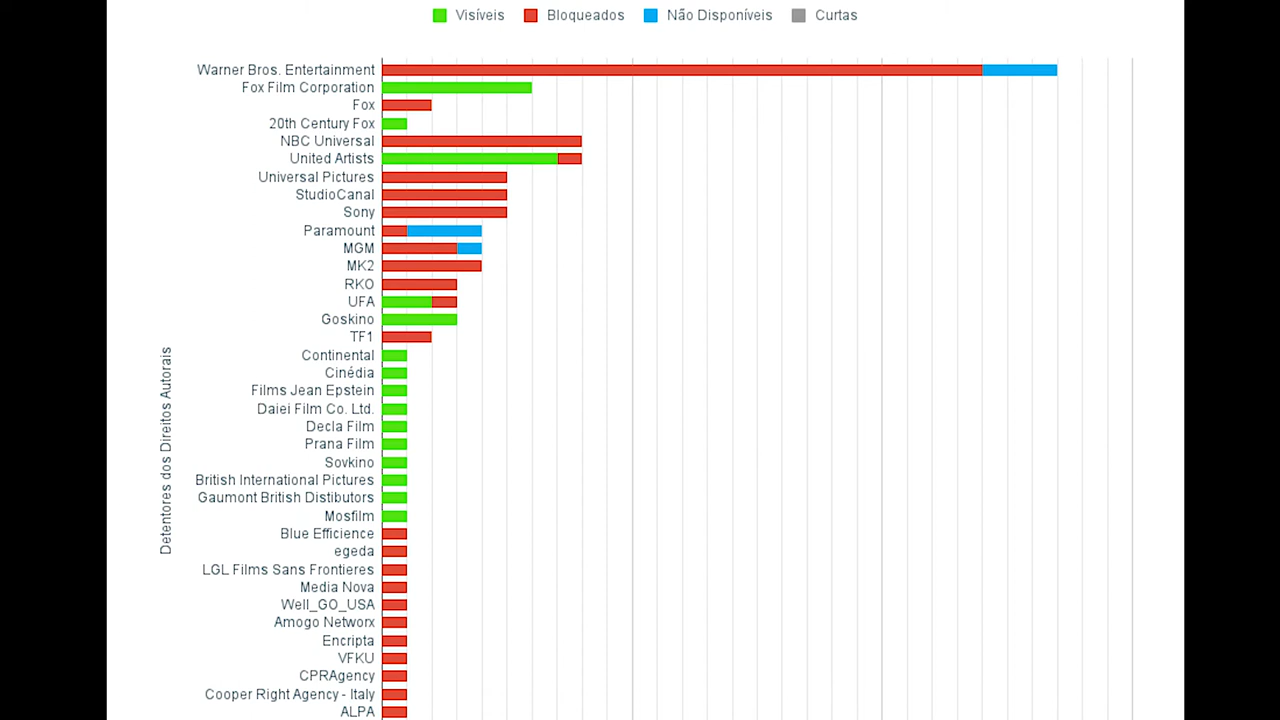 Visíveis Bloqueados Não Disponíveis Curtas
Detentores dos Direitos Autorais
Warner Bros. Entertainment
Fox Film Corporation
Fox
20th Century Fox
NBC Universal
United Artists
Universal Pictures
StudioCanal
Sony
Paramount
MGM
MK2
RKO
UFA
Goskino
TF1
Continental
Cinédia
Films Jean Epstein
Daiei Film Co. Ltd.
Decla Film
Prana Film
Sovkino
British International Pictures
Gaumont British Distibutors
Mosfilm
Blue Efficience
egeda
LGL Films Sans Frontieres
Media Nova
Well_GO_USA
Amogo Networx
Encripta
VFKU
CPRAgency
Cooper Right Agency - Italy
ALPA